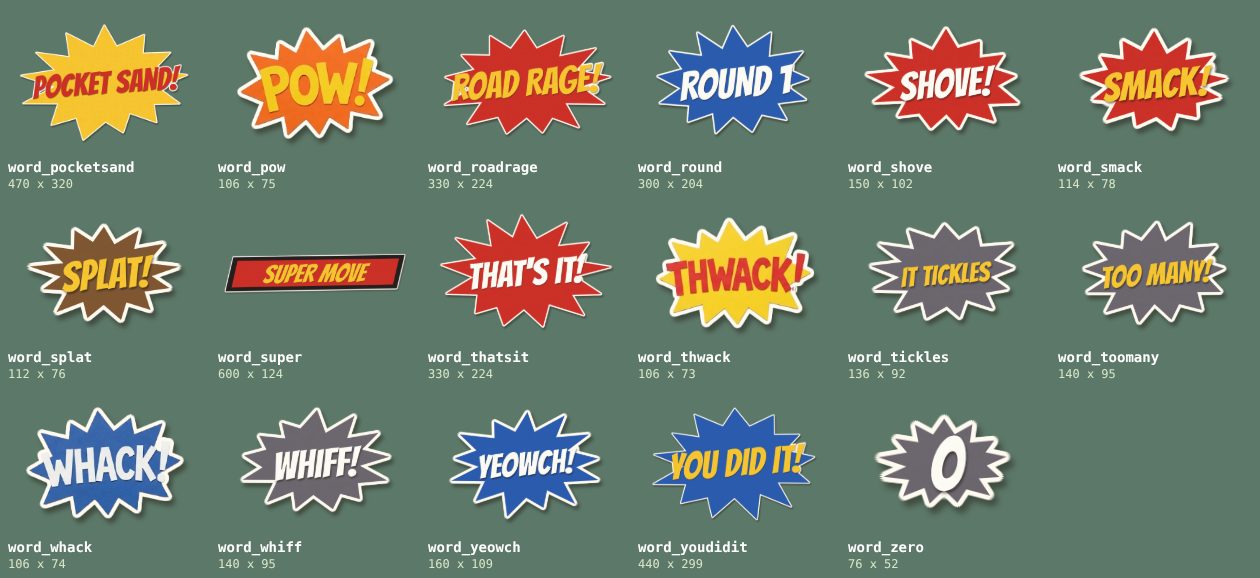 POCKET SAND!
POW!
ROAD RAGE!
ROUND 1
SHOVE!
SMACK!
word_pocketsand
word_pow
word_roadrage
word_round
word_shove
word_smack
470 x 320
106 x 75
330 x 224
300 x 204
150 x 102
114 x 78
SPLAT!
SUPER MOVE
THAT'S IT!
THWACK!
IT TICKLES
TOO MANY!
word_splat
word_super
word_thatsit
word_thwack
word_tickles
word_toomany
112 x 76
600 x 124
330 x 224
106 x 73
136 x 92
140 x 95
WHACK!
WHIFF!
YEOWCH!
YOU DID IT!
0
word_whack
word_whiff
word_yeowch
word_youdidit
word_zero
106 x 74
140 x 95
160 x 109
440 x 299
76 x 52